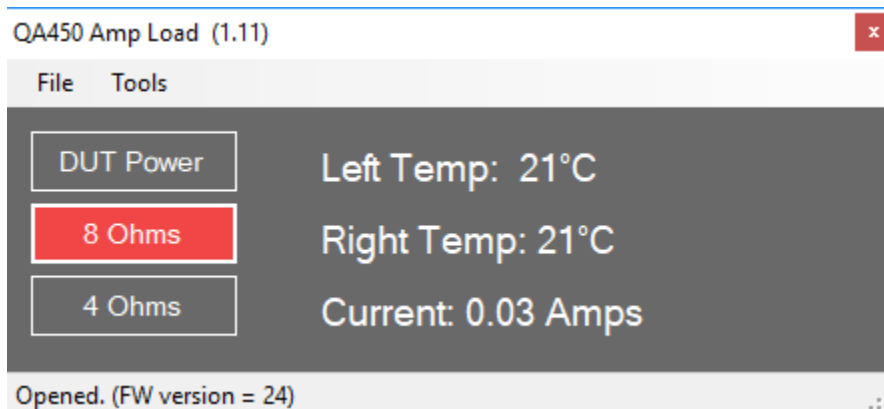 QA450 Amp Load (1.11)
x
File Tools
DUT Power
8 Ohms
4 Ohms
Left Temp: 21°C
Right Temp: 21°C
Current: 0.03 Amps
Opened. (FW version = 24)